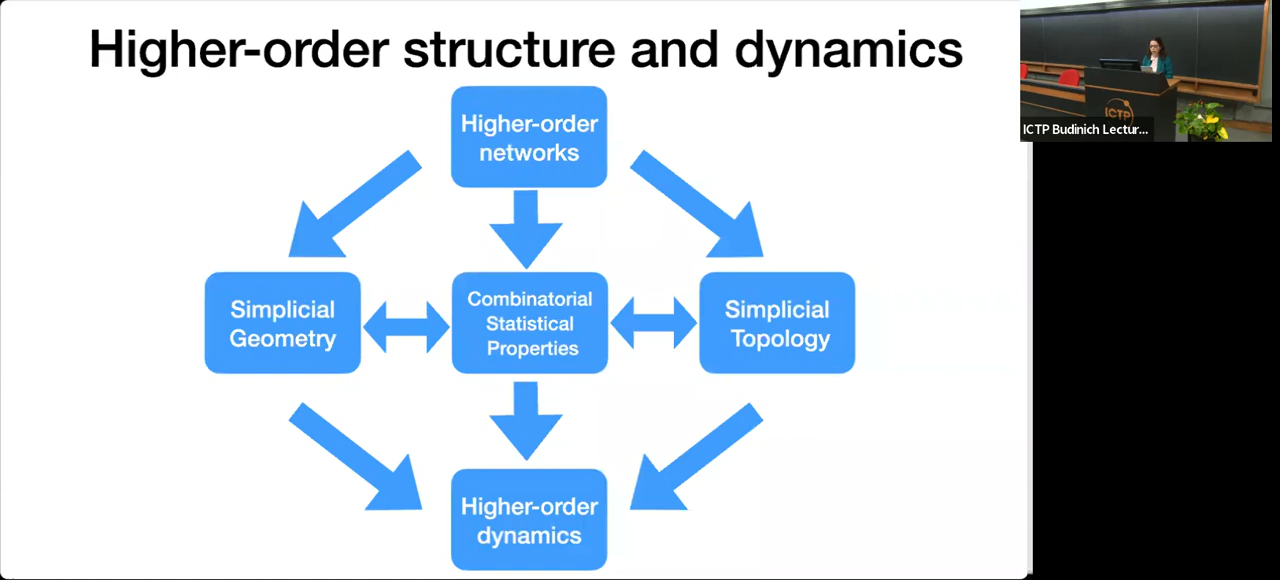 Higher-order structure and dynamics
Higher-order
networks
Simplicial
Geometry
Combinatorial
Statistical
Properties
Simplicial
Topology
Higher-order
dynamics
ICTP
ICTP Budinich Lectur...